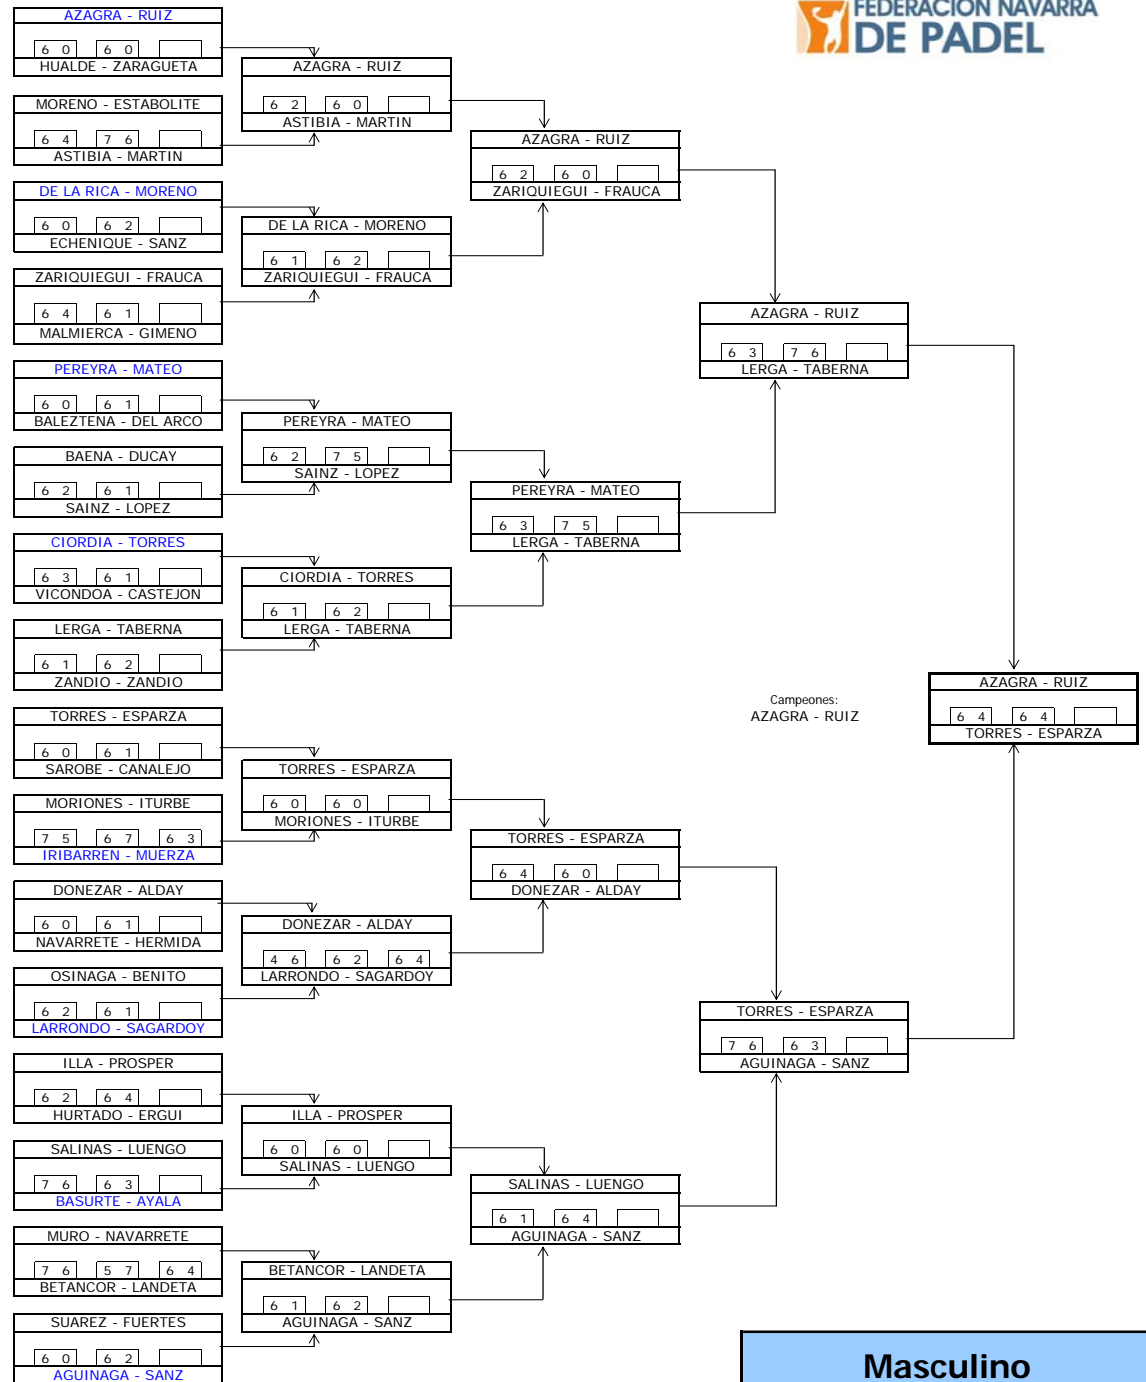 FEDERACIÓN NAVARRA
DE PADEL
AZAGRA - RUIZ
6 0 6 0
HUALDE - ZARAGUETA
MORENO - ESTABOLITE
6 4 7 6
ASTIBIA - MARTIN
DE LA RICA - MORENO
6 0 6 2
ECHENIQUE - SANZ
ZARIQUIEGUI - FRAUCA
6 4 6 1
MALMIERCA - GIMENO
PEREYRA - MATEO
6 0 6 1
BALEZTENA - DEL ARCO
BAENA - DUCAY
6 2 6 1
SAINZ - LOPEZ
CIORDIA - TORRES
6 3 6 1
VICONDOA - CASTEJON
LERGA - TABERNA
6 1 6 2
ZANDIO - ZANDIO
TORRES - ESPARZA
6 0 6 1
SAROBE - CANALEJO
MORIONES - ITURBE
7 5 6 7 6 3
IRIBARREN - MUERZA
DONEZAR - ALDAY
6 0 6 1
NAVARRETE - HERMIDA
OSINAGA - BENITO
6 2 6 1
LARRONDO - SAGARDOY
ILLA - PROSPER
6 2 6 4
HURTADO - ERGUI
SALINAS - LUENGO
7 6 6 3
BASURTE - AYALA
MURO - NAVARRETE
7 6 5 7 6 4
BETANCOR - LANDETA
SUAREZ - FUERTES
6 0 6 2
AGUINAGA - SANZ
AZAGRA - RUIZ
6 2 6 0
ASTIBIA - MARTIN
DE LA RICA - MORENO
6 1 6 2
ZARIQUIEGUI - FRAUCA
PEREYRA - MATEO
6 2 7 5
SAINZ - LOPEZ
CIORDIA - TORRES
6 1 6 2
LERGA - TABERNA
TORRES - ESPARZA
6 0 6 0
MORIONES - ITURBE
DONEZAR - ALDAY
4 6 6 2 6 4
LARRONDO - SAGARDOY
ILLA - PROSPER
6 0 6 0
SALINAS - LUENGO
BETANCOR - LANDETA
6 1 6 2
AGUINAGA - SANZ
AZAGRA - RUIZ
6 2 6 0
ZARIQUIEGUI - FRAUCA
PEREYRA - MATEO
6 3 7 5
LERGA - TABERNA
TORRES - ESPARZA
6 4 6 0
DONEZAR - ALDAY
SALINAS - LUENGO
6 1 6 4
AGUINAGA - SANZ
AZAGRA - RUIZ
6 3 7 6
LERGA - TABERNA
TORRES - ESPARZA
7 6 6 3
AGUINAGA - SANZ
AZAGRA - RUIZ
6 4 6 4
TORRES - ESPARZA
Campeones:
AZAGRA - RUIZ
Masculino